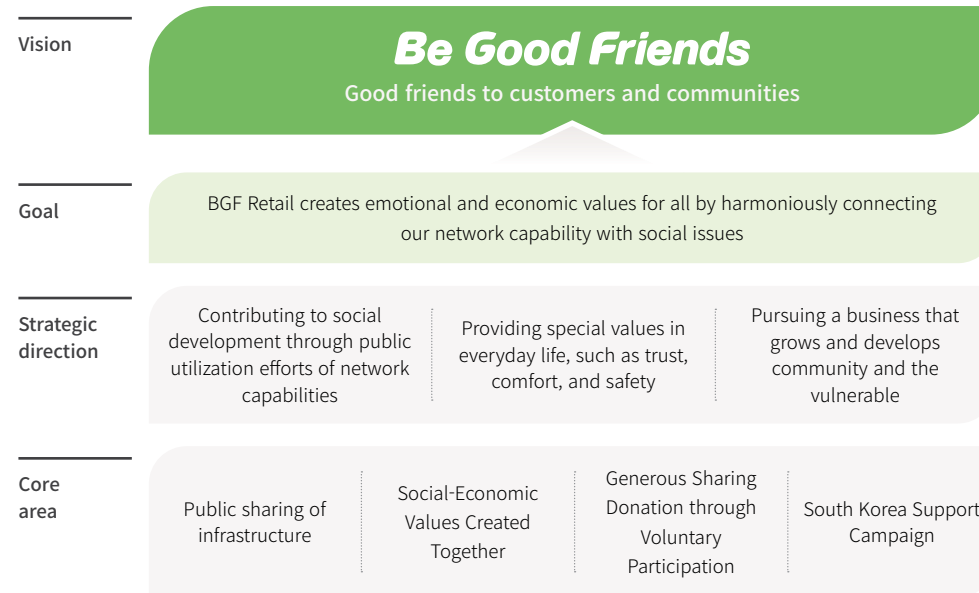 Vision
Be Good Friends
Good friends to customers and communities
Goal
BGF Retail creates emotional and economic values for all by harmoniously connecting
our network capability with social issues
Strategic
direction
Contributing to social
development through public
utilization efforts of network
capabilities
Providing special values in
everyday life, such as trust,
comfort, and safety
Pursuing a business that
grows and develops
community and the
vulnerable
Core
area
Public sharing of
infrastructure
Social-Economic
Values Created
Together
Generous Sharing
Donation through
Voluntary
Participation
South Korea Support
Campaign